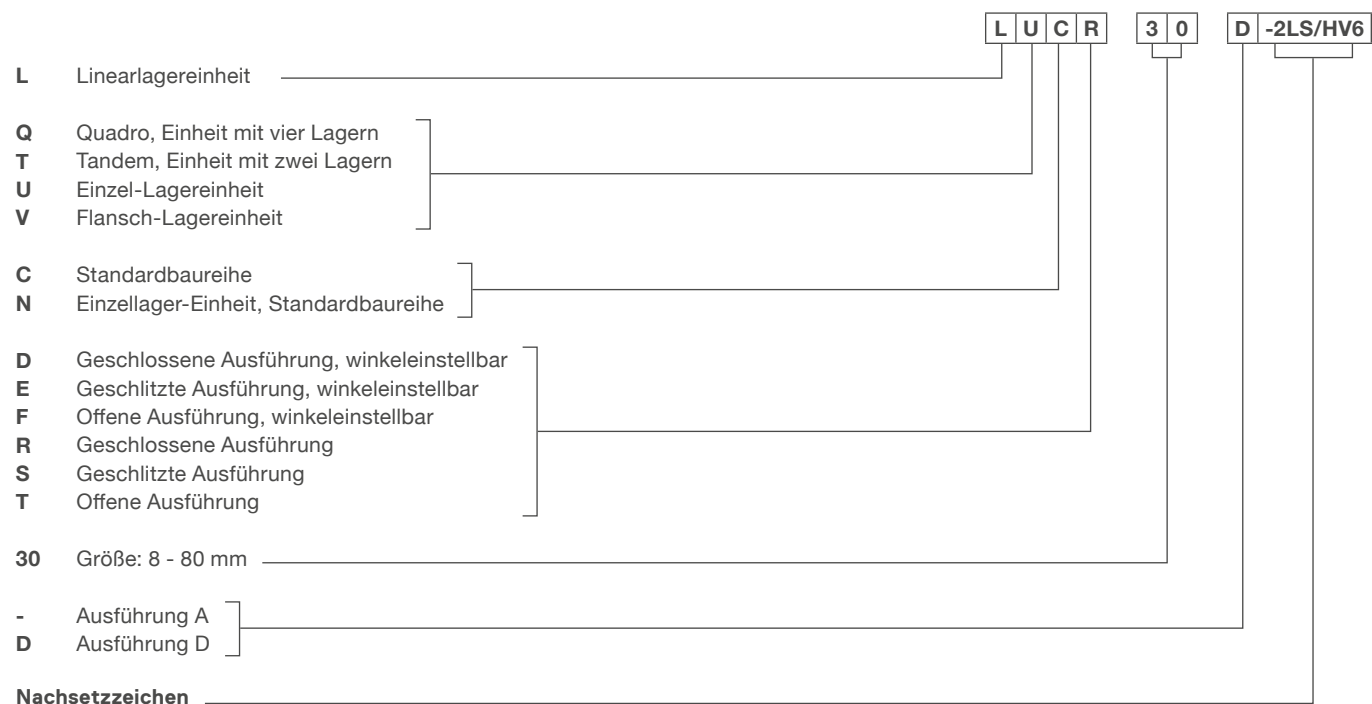 L U C R 3 0 D -2LS/HV6
L Linearlagereinheit
Q Quadro, Einheit mit vier Lagern
T Tandem, Einheit mit zwei Lagern
U Einzel-Lagereinheit
V Flansch-Lagereinheit
C Standardbaureihe
N Einzellager-Einheit, Standardbaureihe
D Geschlossene Ausführung, winkeleinstellbar
E Geschlitzte Ausführung, winkeleinstellbar
F Offene Ausführung, winkeleinstellbar
R Geschlossene Ausführung
S Geschlitzte Ausführung
T Offene Ausführung
30 Größe: 8 - 80 mm
- Ausführung A
D Ausführung D
Nachsetzzeichen